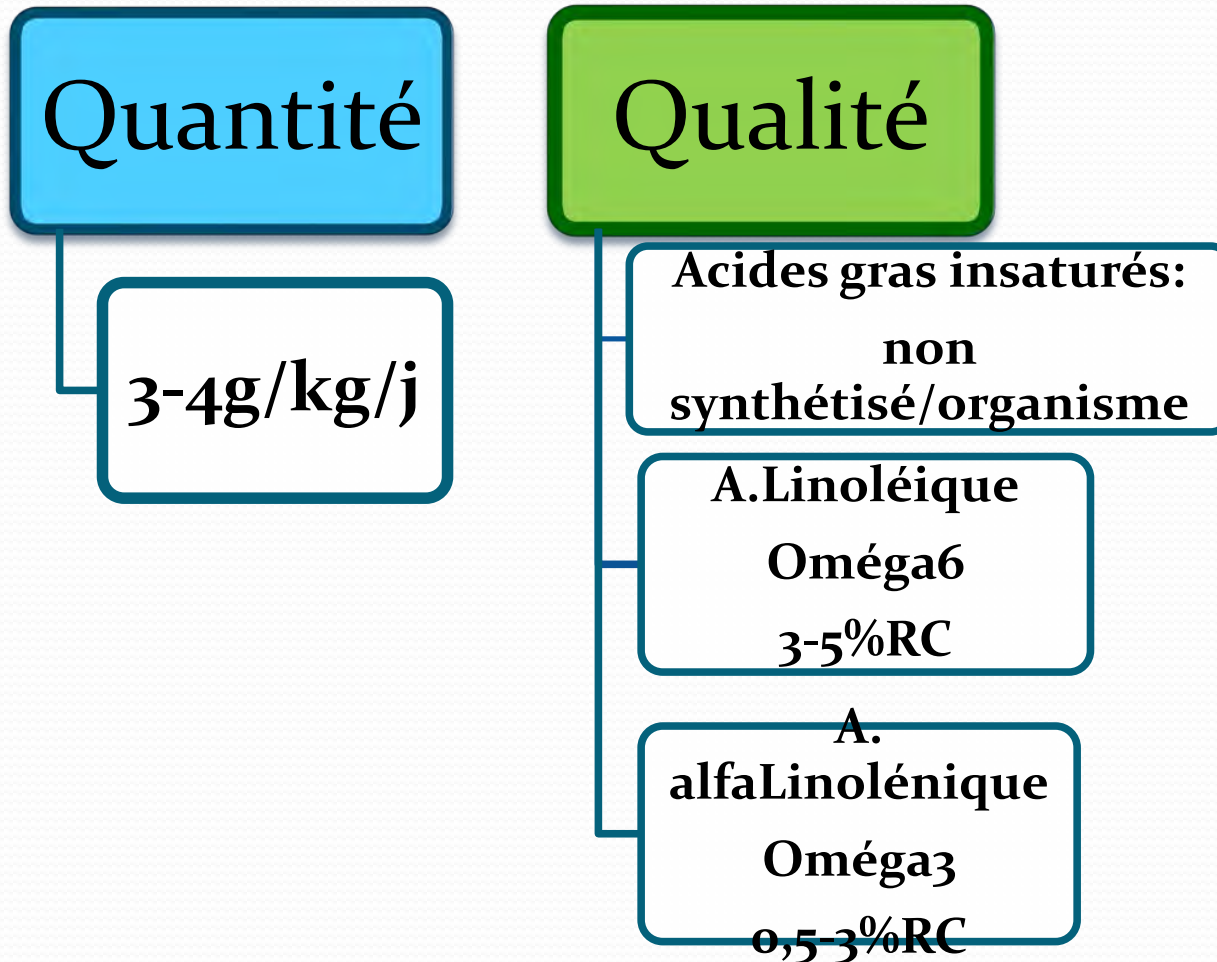 Quantité
3-4g/kg/j
Qualité
Acides gras insaturés:
non
synthétisé/organisme
A.Linoléique
Oméga6
3-5%RC
A.
alfaLinolénique
Oméga3
0,5-3%RC